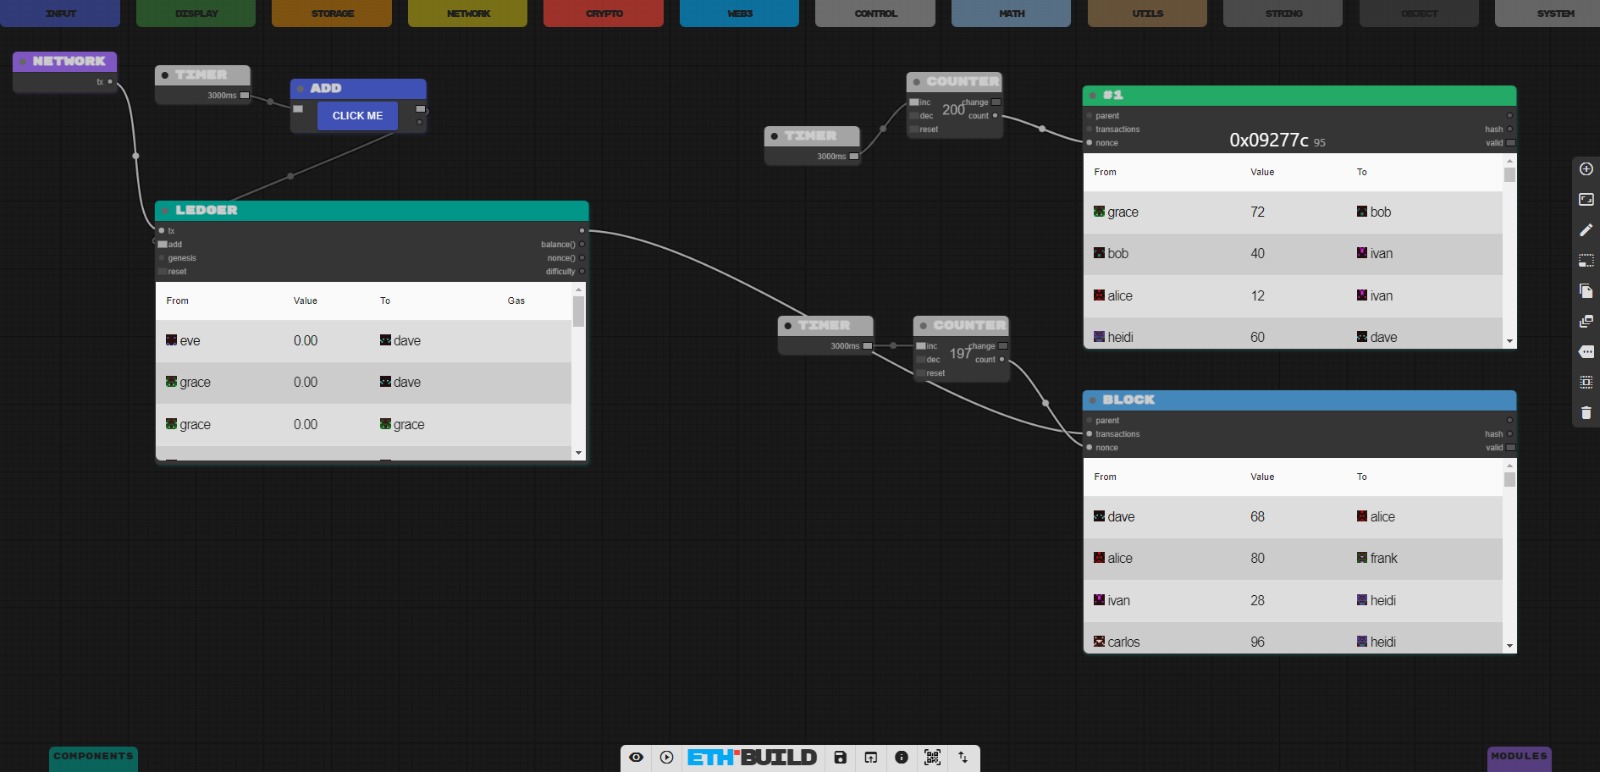 INPUT DISPLAY STORAGE NETWORK CRYPTO WEB3 CONTROL MATH UTILS STRING OBJECT SYSTEM
NETWORK
tx
TIMER
3000ms
ADD
CLICK ME
LEDGER
tx
add balance()
genesis nonce()
reset difficulty
From Value To Gas
eve 0.00 dave
grace 0.00 dave
grace 0.00 grace
TIMER
3000ms
COUNTER
inc change
200
dec count
reset
TIMER
3000ms
COUNTER
inc change
197
dec count
reset
#1
parent
transactions hash
nonce 0x09277c 95 valid
From Value To
grace 72 bob
bob 40 ivan
alice 12 ivan
heidi 60 dave
BLOCK
parent
transactions hash
nonce valid
From Value To
dave 68 alice
alice 80 frank
ivan 28 heidi
carlos 96 heidi
COMPONENTS
ETH BUILD
MODULES